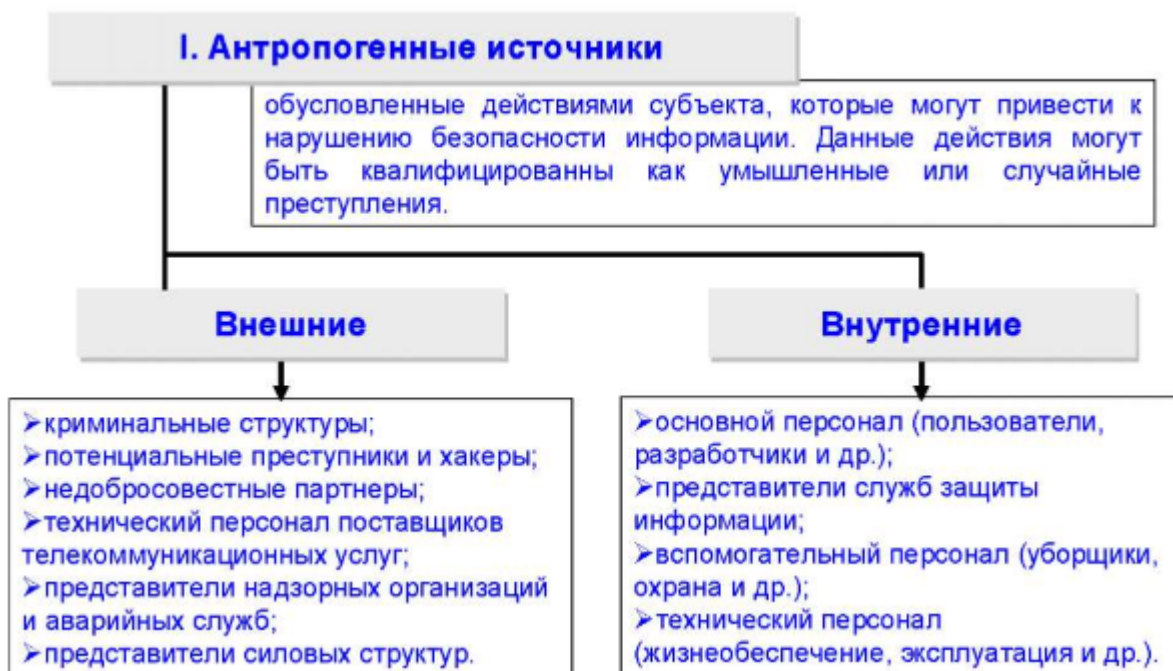 I. Антропогенные источники
обусловленные действиями субъекта, которые могут привести к
нарушению безопасности информации. Данные действия могут
быть квалифицированны как умышленные или случайные
преступления.
Внешние
➢криминальные структуры;
➢потенциальные преступники и хакеры;
➢недобросовестные партнеры;
➢технический персонал поставщиков
телекоммуникационных услуг;
➢представители надзорных организаций
и аварийных служб;
➢представители силовых структур.
Внутренние
➢основной персонал (пользователи,
разработчики и др.);
➢представители служб защиты
информации;
➢вспомогательный персонал (уборщики,
охрана и др.);
➢технический персонал
(жизнеобеспечение, эксплуатация и др.).